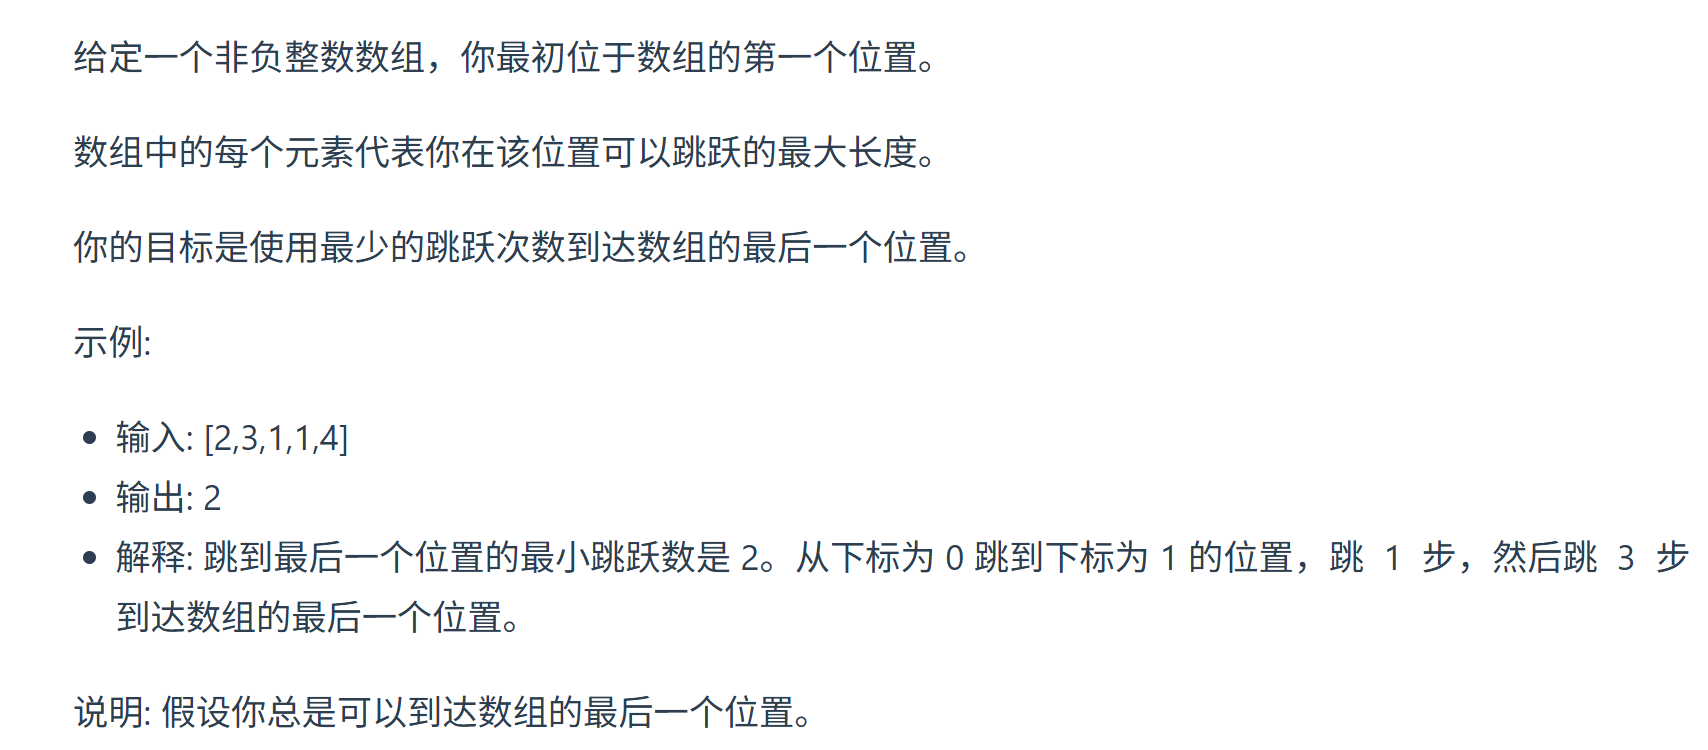 给定一个非负整数数组，你最初位于数组的第一个位置。
数组中的每个元素代表你在该位置可以跳跃的最大长度。
你的目标是使用最少的跳跃次数到达数组的最后一个位置。
示例:
• 输入: [2,3,1,1,4]
• 输出: 2
• 解释: 跳到最后一个位置的最小跳跃数是 2。从下标为 0 跳到下标为 1 的位置，跳 1 步，然后跳 3 步
到达数组的最后一个位置。
说明: 假设你总是可以到达数组的最后一个位置。